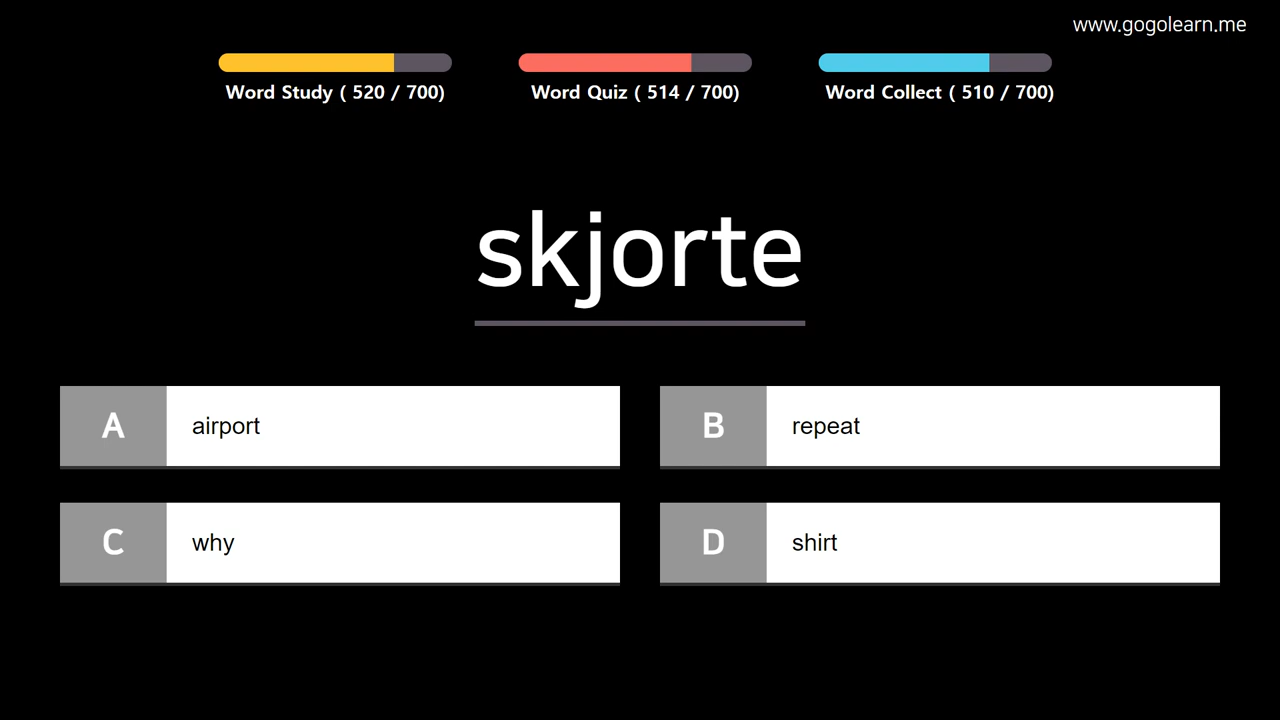 www.gogolearn.me
Word Study ( 520 / 700)
Word Quiz ( 514 / 700)
Word Collect ( 510 / 700)
skjorte
A airport
B repeat
C why
D shirt